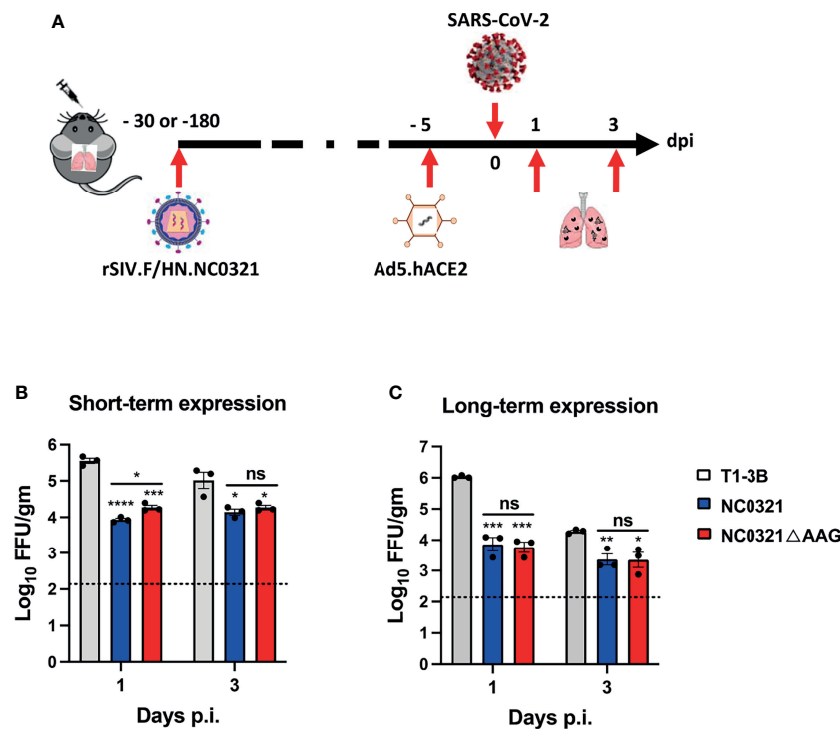 A
SARS-CoV-2
- 30 or -180
- 5
1
3
dpi
0
rSIV.F/HN.NC0321
Ad5.hACE2
B
Short-term expression
Log10 FFU/gm
6
5
4
3
2
1
0
*
ns
**** ***
* *
1
3
Days p.i.
C
Long-term expression
Log10 FFU/gm
7
6
5
4
3
2
1
0
ns
ns
*** ***
** *
1
3
Days p.i.
T1-3B
NC0321
NC0321△AAG